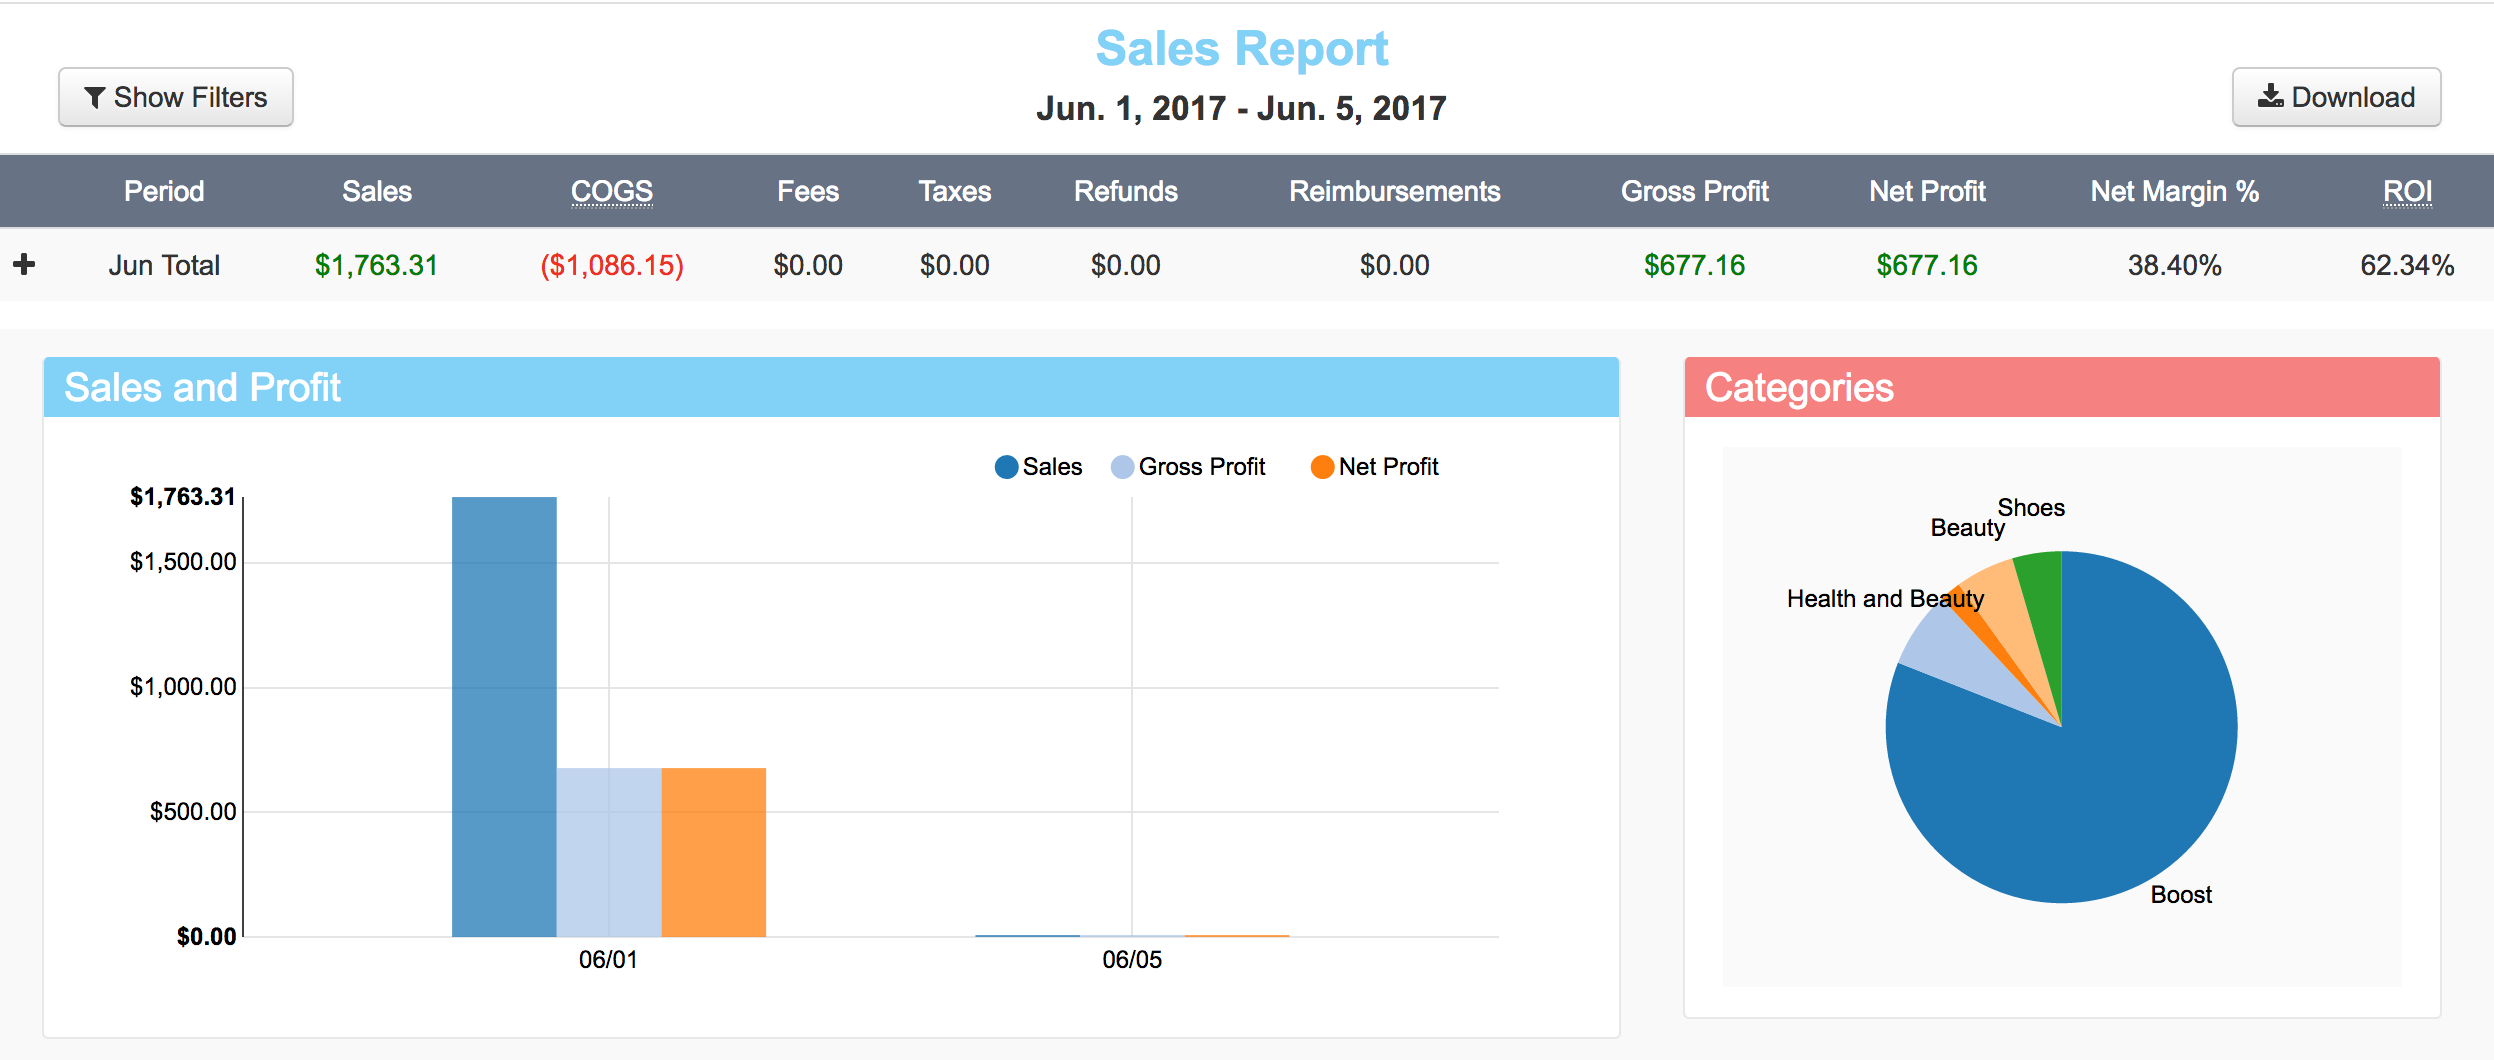 Sales Report
Show Filters
Jun. 1, 2017 - Jun. 5, 2017
Download
Period Sales COGS Fees Taxes Refunds Reimbursements Gross Profit Net Profit Net Margin % ROI
Jun Total $1,763.31 ($1,086.15) $0.00 $0.00 $0.00 $0.00 $677.16 $677.16 38.40% 62.34%
Sales and Profit
Sales Gross Profit Net Profit
$1,763.31
$1,500.00
$1,000.00
$500.00
$0.00
06/01 06/05
Categories
Shoes
Beauty
Health and Beauty
Boost